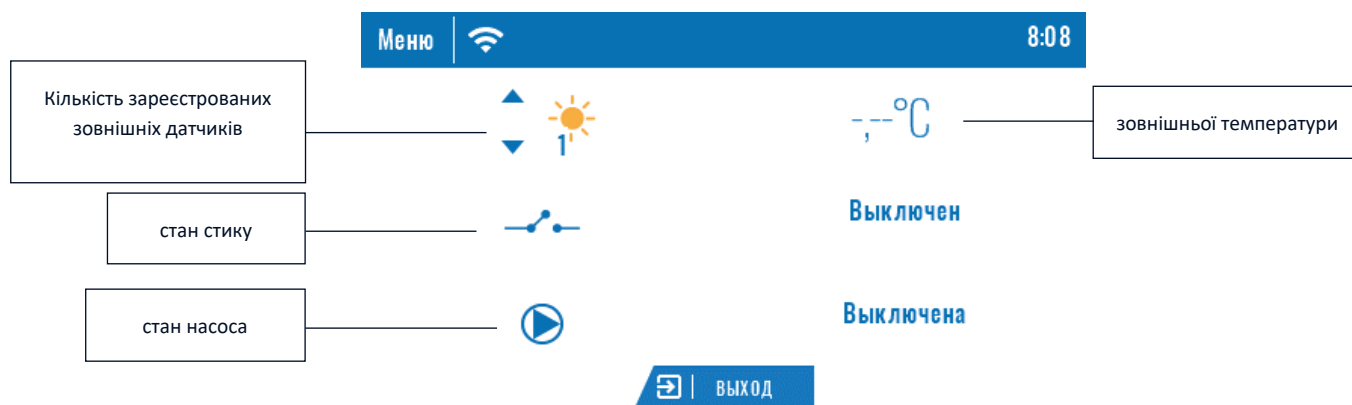 Меню
8:08
Кількість зареєстрованих
зовнішніх датчиків
1
-,--°C
зовнішньої температури
стан стику
Выключен
стан насоса
Выключена
ВЫХОД